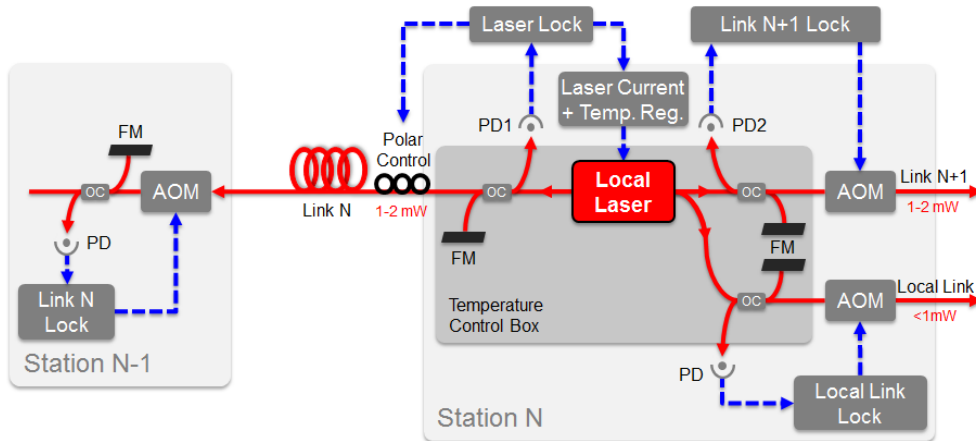 Laser Lock
Link N+1 Lock
Laser Current
+ Temp. Reg.
PD1
PD2
FM
Polar
Control
OC
AOM
Link N
1-2 mW
OC
Local
Laser
OC
AOM
Link N+1
1-2 mW
PD
FM
FM
Link N
Lock
Temperature
Control Box
OC
AOM
Local Link
<1mW
Station N-1
PD
Local Link
Lock
Station N